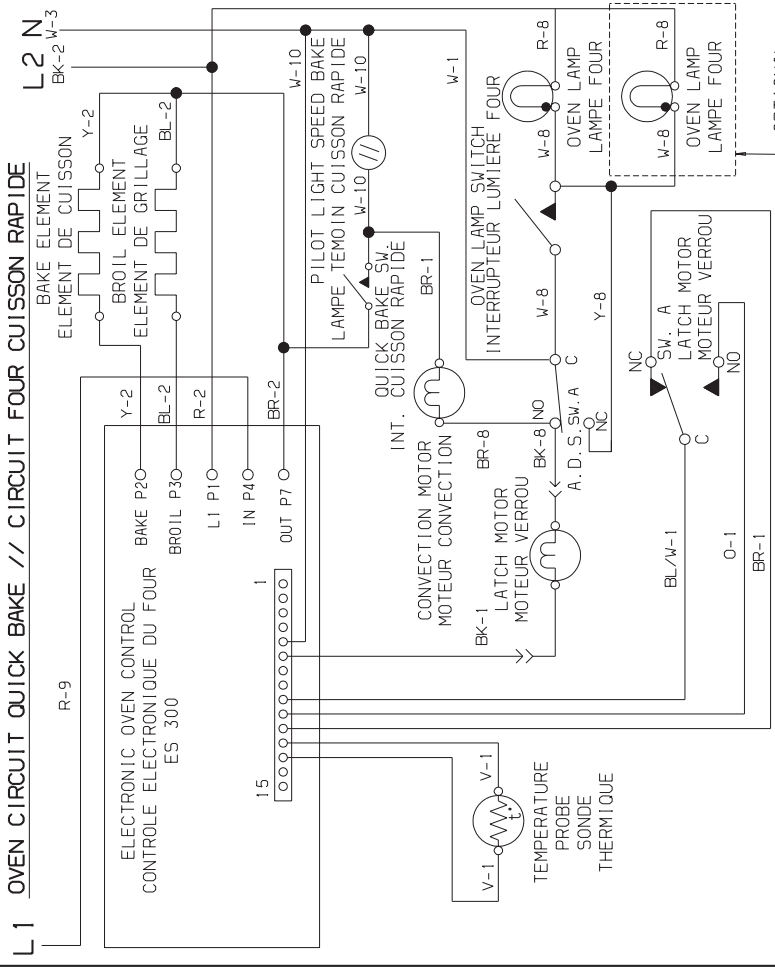 OVEN CIRCUIT QUICK BAKE // CIRCUIT FOUR CUISSON RAPIDE
L1
L2
N
R-9
BK-2
W-3
BAKE ELEMENT
ELEMENT DE CUISSON
Y-2
Y-2
BROIL ELEMENT
ELEMENT DE GRILLAGE
BL-2
BL-2
R-2
BR-2
ELECTRONIC OVEN CONTROL
CONTROLE ELECTRONIQUE DU FOUR
ES 300
BAKE P2
BROIL P3
L1 P1
IN P4
OUT P7
15
1
PILOT LIGHT SPEED BAKE
LAMPE TEMOIN CUISSON RAPIDE
W-10
W-10
W-10
QUICK BAKE SW.
INT. CUISSON RAPIDE
BR-1
W-1
CONVECTION MOTOR
MOTEUR CONVECTION
BR-8
OVEN LAMP SWITCH
INTERRUPTEUR LUMIERE FOUR
W-8
W-8
R-8
OVEN LAMP
LAMPE FOUR
W-8
R-8
OVEN LAMP
LAMPE FOUR
BK-1
LATCH MOTOR
MOTEUR VERROU
BK-8
NO
C
A.D.S. SW.A
NC
Y-8
TEMPERATURE
PROBE
SONDE
THERMIQUE
V-1
V-1
BL/W-1
C
NC
SW. A
LATCH MOTOR
MOTEUR VERROU
NO
O-1
BR-1